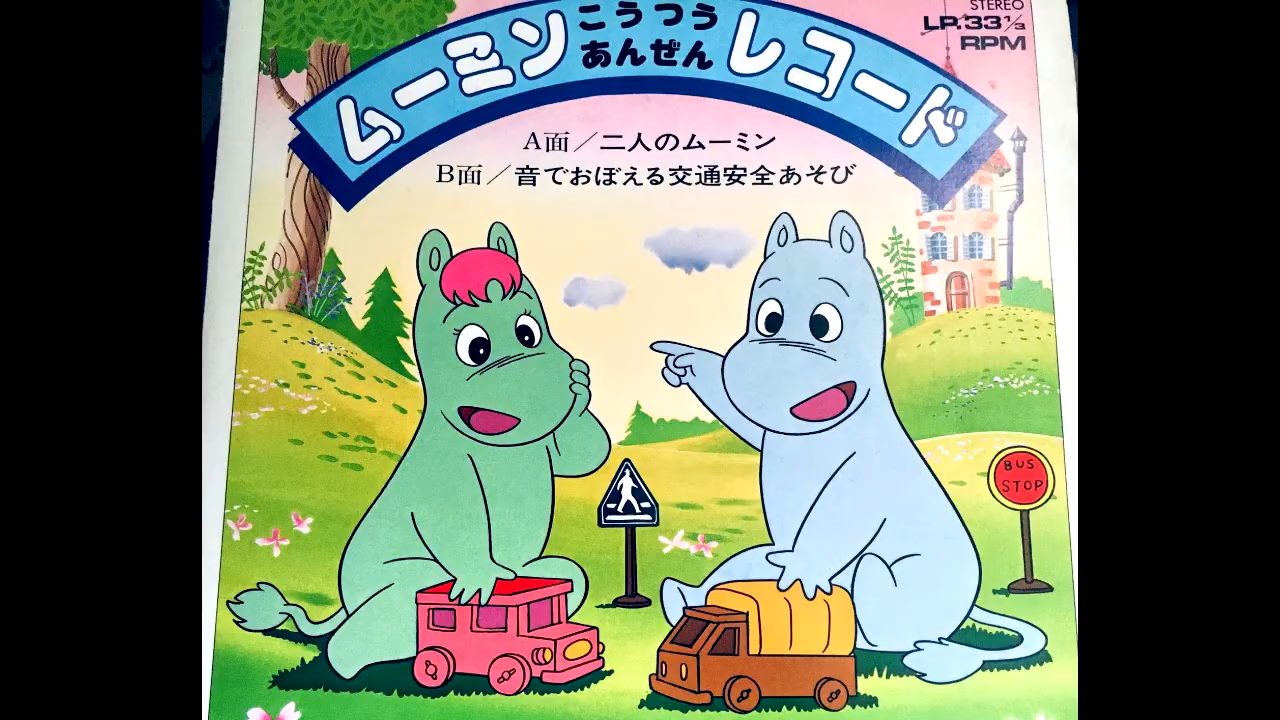 STEREO
LP.33⅓
RPM
ムーミン こうつう あんぜん レコード
A面／二人のムーミン
B面／音でおぼえる交通安全あそび
BUS
STOP